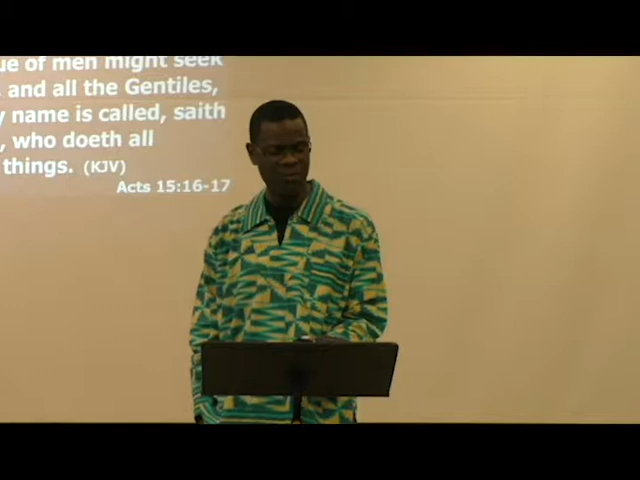 ue of men might seek
and all the Gentiles,
name is called, saith
, who doeth all
things. (KJV)
Acts 15:16-17